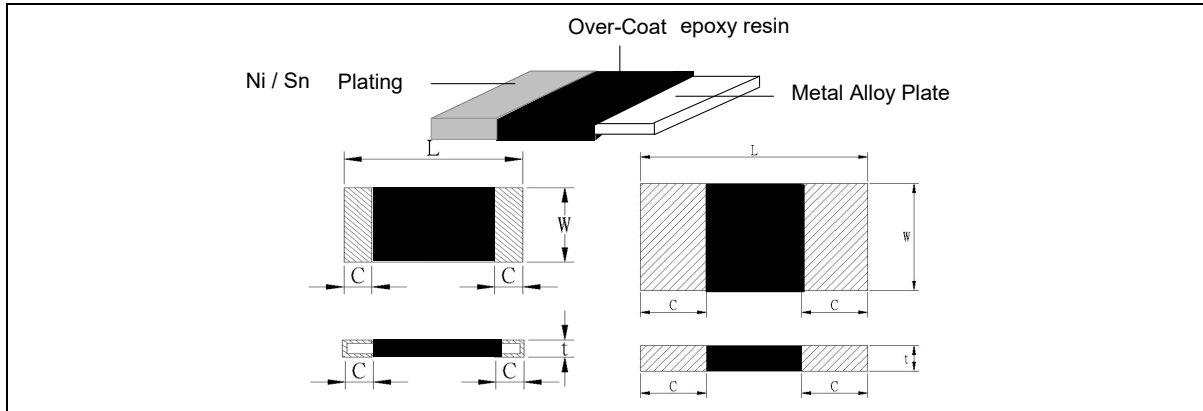 Over-Coat epoxy resin
Ni / Sn Plating
Metal Alloy Plate
L
L
W
W
C C
C C
t
t
C C
C C